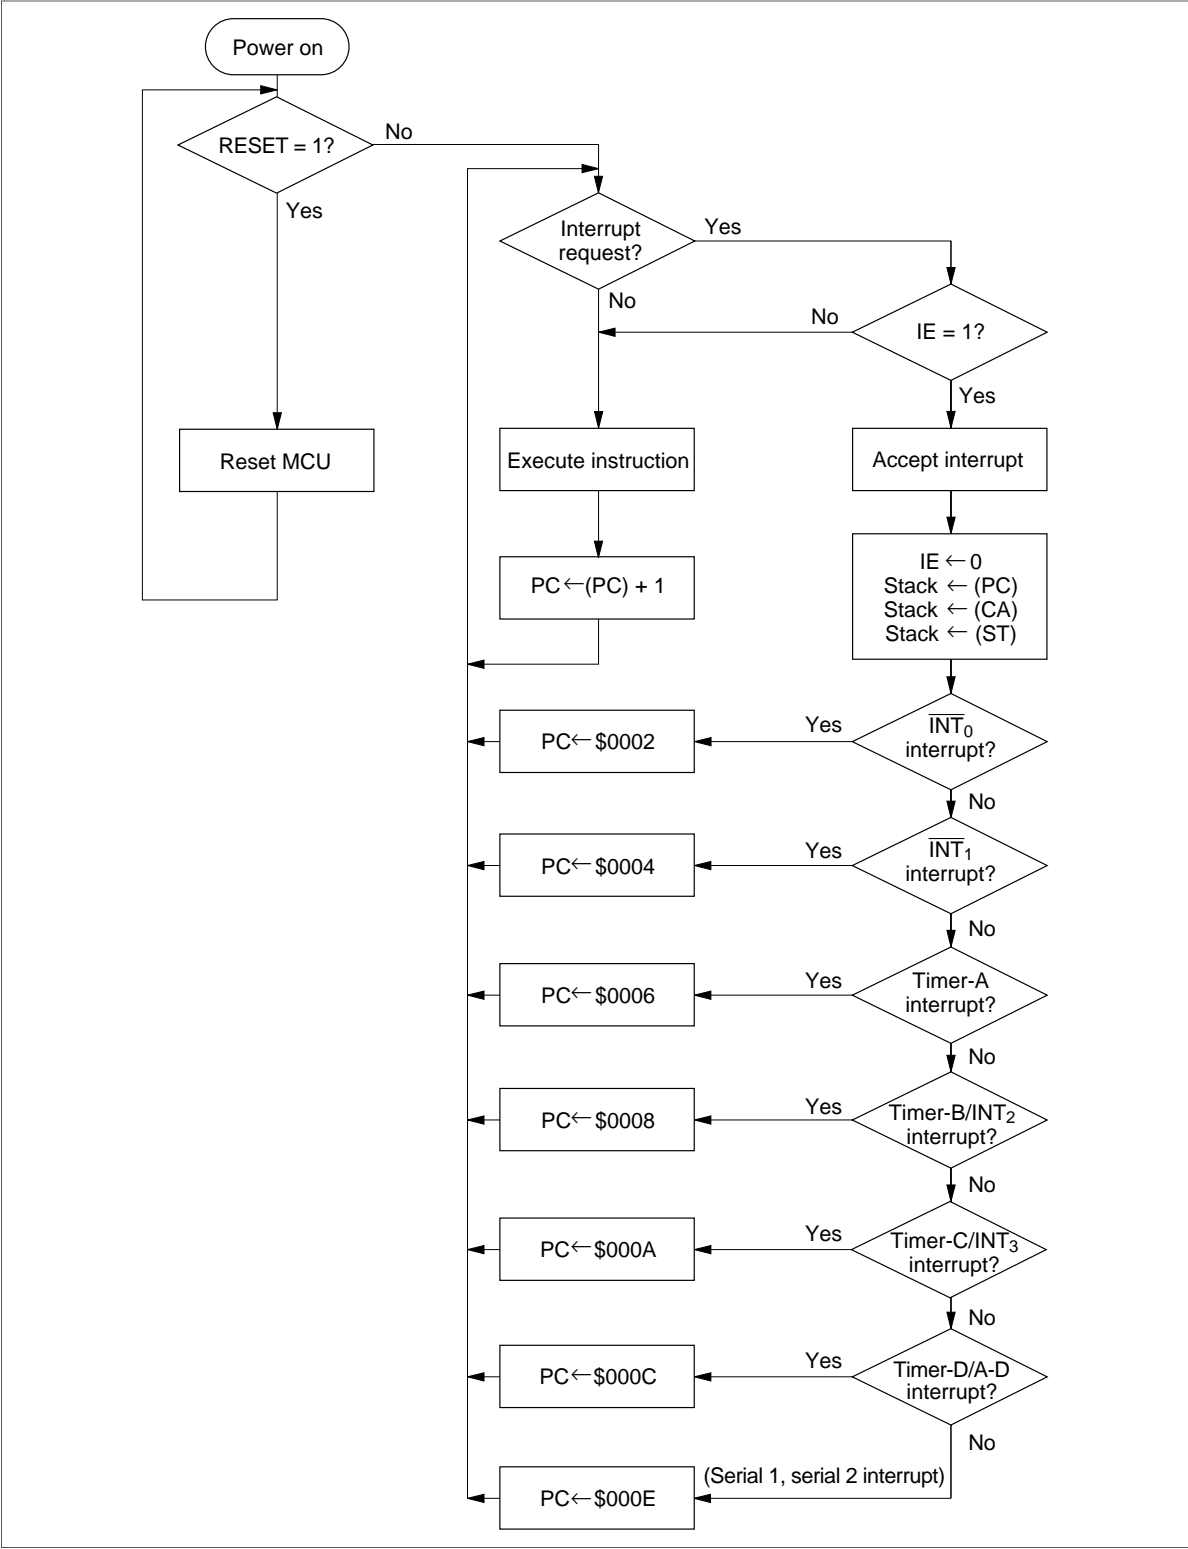 Power on
RESET = 1?
No
Yes
Interrupt
request?
Yes
No
No
IE = 1?
Yes
Reset MCU
Execute instruction
Accept interrupt
PC←(PC) + 1
IE ← 0
Stack ← (PC)
Stack ← (CA)
Stack ← (ST)
PC← $0002
Yes
I̅N̅T̅₀
interrupt?
No
PC← $0004
Yes
I̅N̅T̅₁
interrupt?
No
PC← $0006
Yes
Timer-A
interrupt?
No
PC← $0008
Yes
Timer-B/INT₂
interrupt?
No
PC←$000A
Yes
Timer-C/INT₃
interrupt?
No
PC←$000C
Yes
Timer-D/A-D
interrupt?
No
PC←$000E
(Serial 1, serial 2 interrupt)